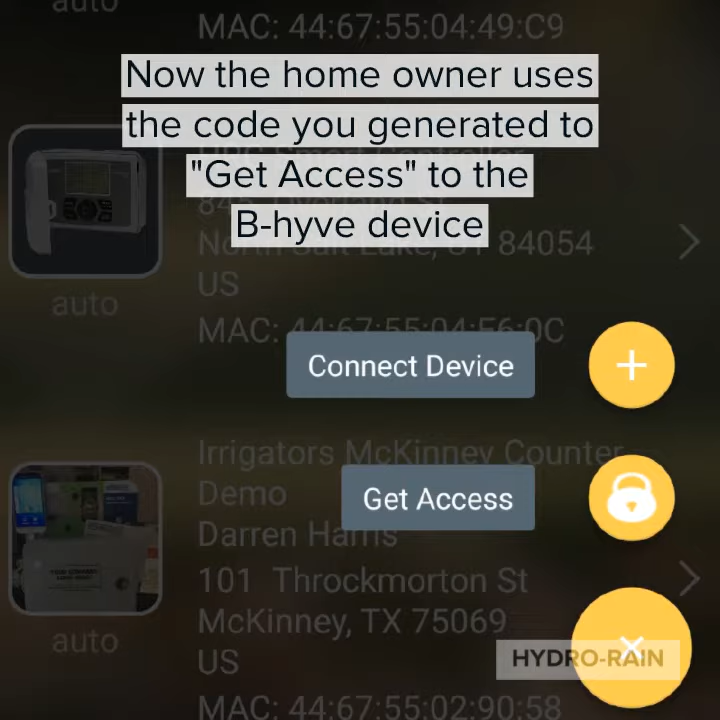 auto
MAC: 44:67:55:04:49:C9
Now the home owner uses
the code you generated to
"Get Access" to the
B-hyve device
Controller
North Salt Lake, UT 84054
US
auto
MAC: 44:67:55:04:F6:0C
Connect Device
Irrigators McKinney Counter
Demo
Get Access
Darren Harris
101 Throckmorton St
McKinney, TX 75069
auto
US
HYDRO-RAIN
MAC: 44:67:55:02:90:58